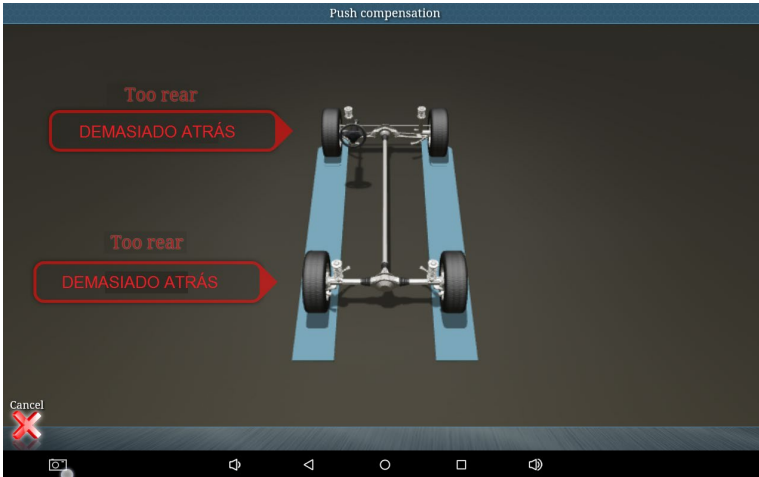 Push compensation
Too rear
DEMASIADO ATRÁS
Too rear
DEMASIADO ATRÁS
Cancel